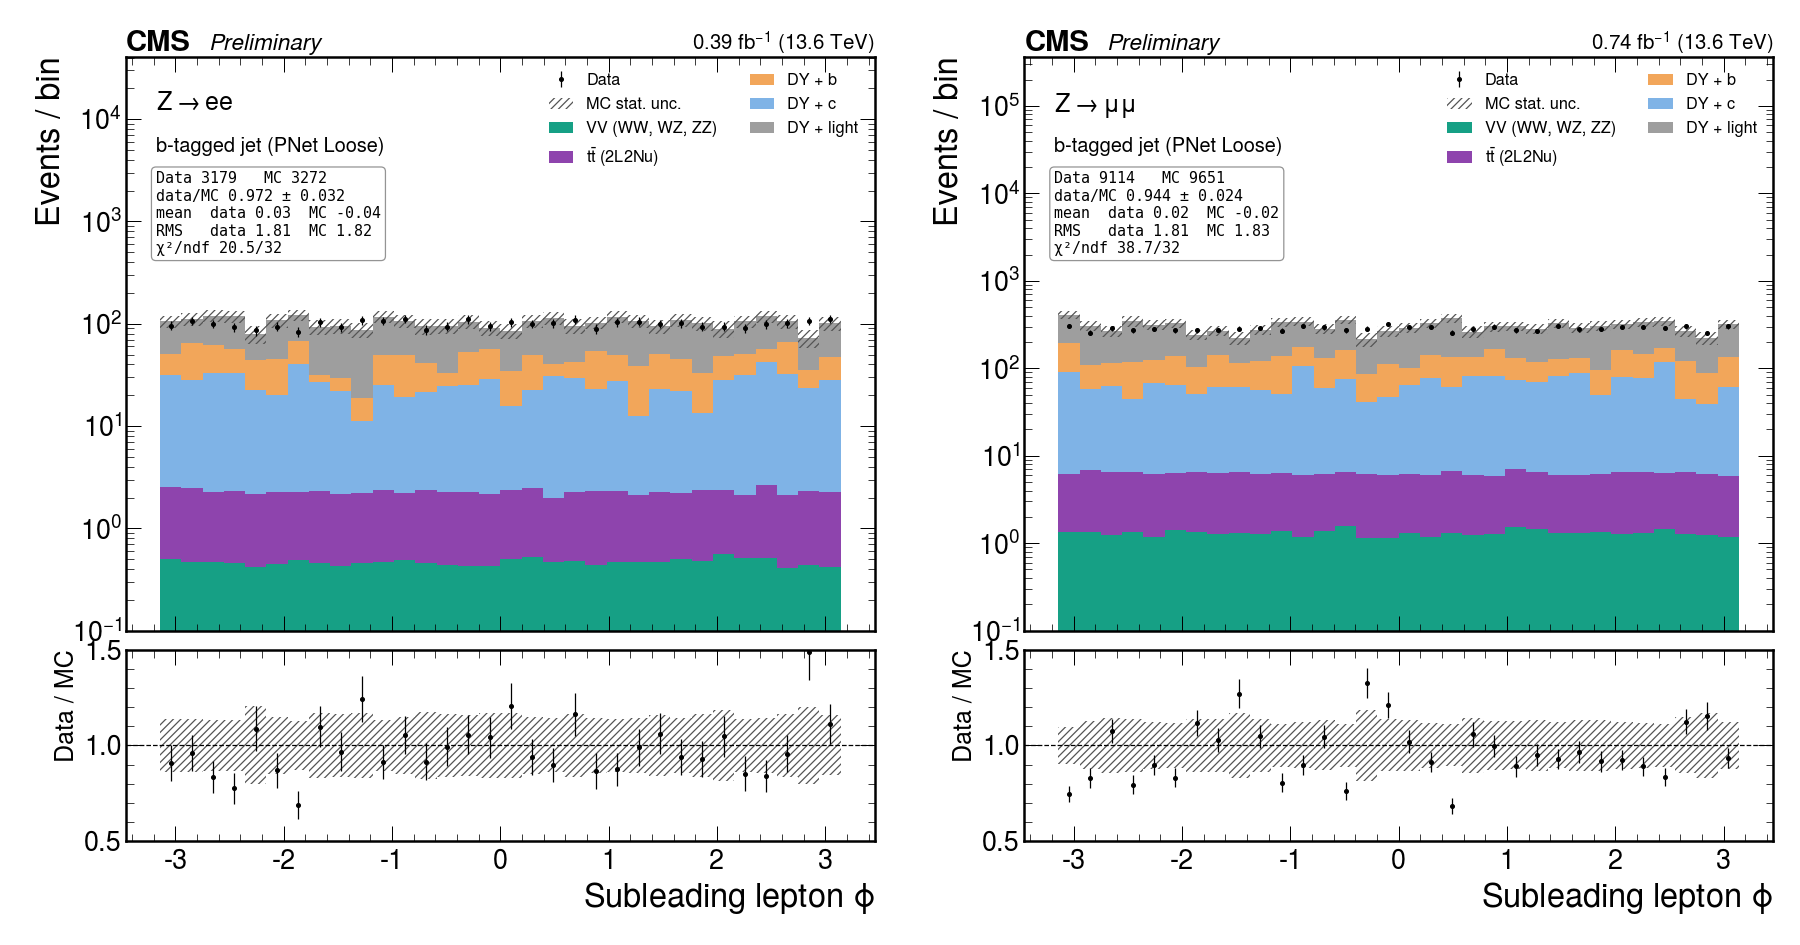 CMS Preliminary 0.39 fb⁻¹ (13.6 TeV)
Events / bin
10⁴
10³
10²
10¹
10⁰
10⁻¹
Z → ee
b-tagged jet (PNet Loose)
Data 3179 MC 3272
data/MC 0.972 ± 0.032
mean data 0.03 MC -0.04
RMS data 1.81 MC 1.82
χ²/ndf 20.5/32
Data
MC stat. unc.
VV (WW, WZ, ZZ)
tt̄ (2L2Nu)
DY + b
DY + c
DY + light
Data / MC
1.5
1.0
0.5
-3 -2 -1 0 1 2 3
Subleading lepton ϕ
CMS Preliminary 0.74 fb⁻¹ (13.6 TeV)
Events / bin
10⁵
10⁴
10³
10²
10¹
10⁰
10⁻¹
Z → μμ
b-tagged jet (PNet Loose)
Data 9114 MC 9651
data/MC 0.944 ± 0.024
mean data 0.02 MC -0.02
RMS data 1.81 MC 1.83
χ²/ndf 38.7/32
Data
MC stat. unc.
VV (WW, WZ, ZZ)
tt̄ (2L2Nu)
DY + b
DY + c
DY + light
Data / MC
1.5
1.0
0.5
-3 -2 -1 0 1 2 3
Subleading lepton ϕ